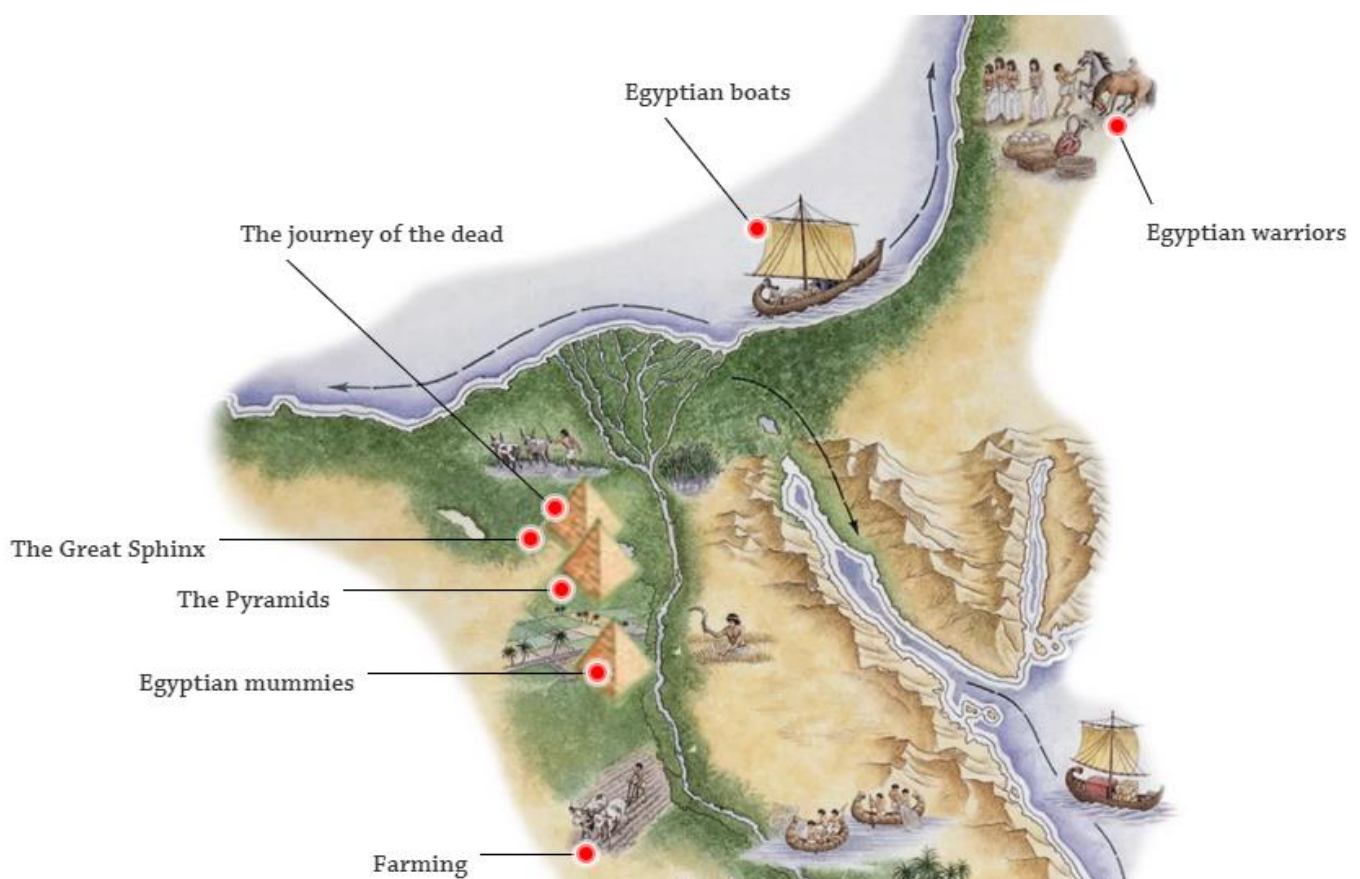 Egyptian boats
The journey of the dead
Egyptian warriors
The Great Sphinx
The Pyramids
Egyptian mummies
Farming